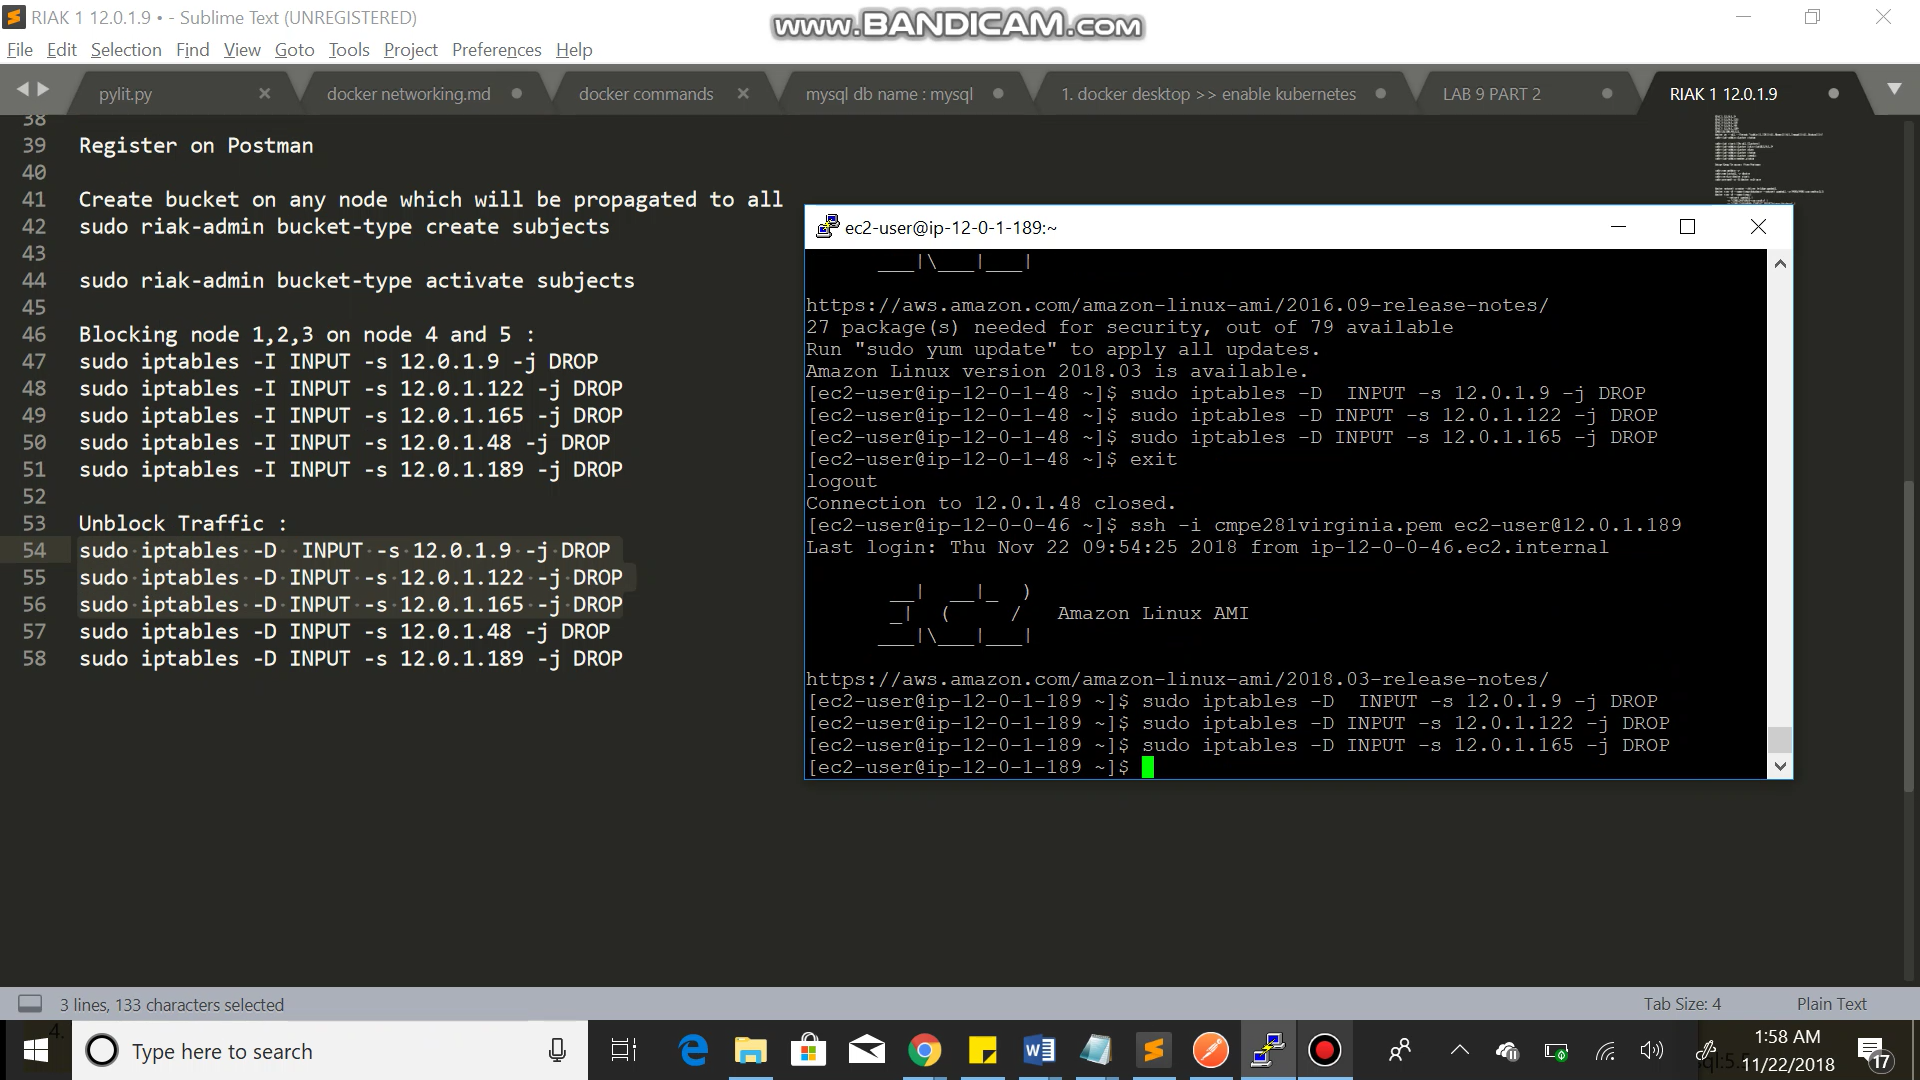 RIAK 1 12.0.1.9 • - Sublime Text (UNREGISTERED)
www.BANDICAM.com
File Edit Selection Find View Goto Tools Project Preferences Help
pylit.py
docker networking.md
docker commands
mysql db name : mysql
1. docker desktop >> enable kubernetes
LAB 9 PART 2
RIAK 1 12.0.1.9
38
39 Register on Postman
40
41 Create bucket on any node which will be propagated to all
42 sudo riak-admin bucket-type create subjects
43
44 sudo riak-admin bucket-type activate subjects
45
46 Blocking node 1,2,3 on node 4 and 5 :
47 sudo iptables -I INPUT -s 12.0.1.9 -j DROP
48 sudo iptables -I INPUT -s 12.0.1.122 -j DROP
49 sudo iptables -I INPUT -s 12.0.1.165 -j DROP
50 sudo iptables -I INPUT -s 12.0.1.48 -j DROP
51 sudo iptables -I INPUT -s 12.0.1.189 -j DROP
52
53 Unblock Traffic :
54 sudo iptables -D  INPUT -s 12.0.1.9 -j DROP
55 sudo iptables -D INPUT -s 12.0.1.122 -j DROP
56 sudo iptables -D INPUT -s 12.0.1.165 -j DROP
57 sudo iptables -D INPUT -s 12.0.1.48 -j DROP
58 sudo iptables -D INPUT -s 12.0.1.189 -j DROP
ec2-user@ip-12-0-1-189:~
___|\___|___|
https://aws.amazon.com/amazon-linux-ami/2016.09-release-notes/
27 package(s) needed for security, out of 79 available
Run "sudo yum update" to apply all updates.
Amazon Linux version 2018.03 is available.
[ec2-user@ip-12-0-1-48 ~]$ sudo iptables -D  INPUT -s 12.0.1.9 -j DROP
[ec2-user@ip-12-0-1-48 ~]$ sudo iptables -D INPUT -s 12.0.1.122 -j DROP
[ec2-user@ip-12-0-1-48 ~]$ sudo iptables -D INPUT -s 12.0.1.165 -j DROP
[ec2-user@ip-12-0-1-48 ~]$ exit
logout
Connection to 12.0.1.48 closed.
[ec2-user@ip-12-0-0-46 ~]$ ssh -i cmpe281virginia.pem ec2-user@12.0.1.189
Last login: Thu Nov 22 09:54:25 2018 from ip-12-0-0-46.ec2.internal
__|  __|_  )
_|  (     /   Amazon Linux AMI
___|\___|___|
https://aws.amazon.com/amazon-linux-ami/2018.03-release-notes/
[ec2-user@ip-12-0-1-189 ~]$ sudo iptables -D  INPUT -s 12.0.1.9 -j DROP
[ec2-user@ip-12-0-1-189 ~]$ sudo iptables -D INPUT -s 12.0.1.122 -j DROP
[ec2-user@ip-12-0-1-189 ~]$ sudo iptables -D INPUT -s 12.0.1.165 -j DROP
[ec2-user@ip-12-0-1-189 ~]$
3 lines, 133 characters selected
Tab Size: 4
Plain Text
Type here to search
1:58 AM
11/22/2018
17